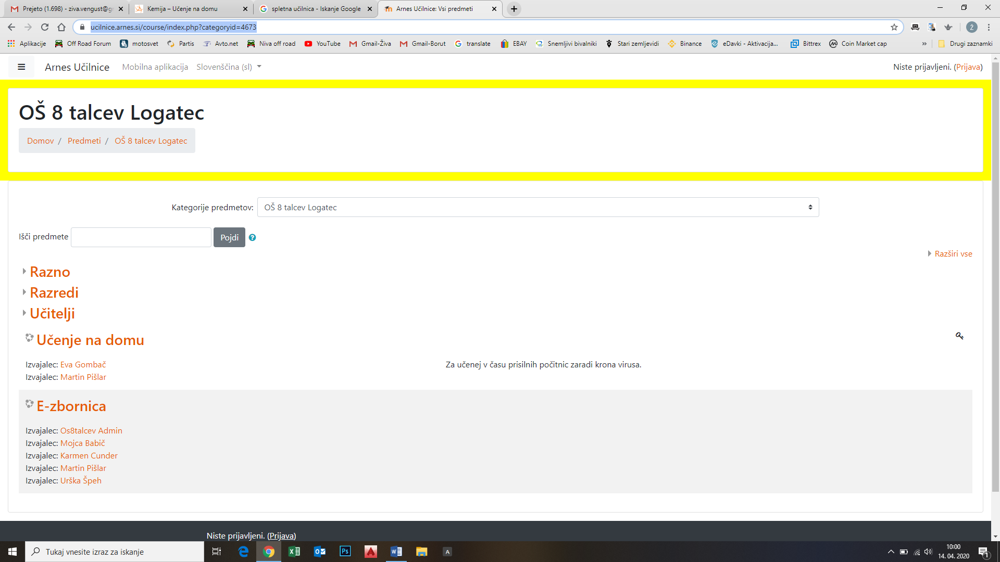 Prejeto (1.698) - ziva.vengust@gr
Kemija – Učenje na domu
spletna učilnica - Iskanje Google
Arnes Učilnice: Vsi predmeti
ucilnice.arnes.si/course/index.php?categoryid=4673
Ž
Aplikacije Off Road Forum motosvet Partis Avto.net Niva off road YouTube Gmail-Živa Gmail-Borut translate EBAY Snemljivi bivalniki Stari zemljevidi Binance eDavki - Aktivacija... Bittrex Coin Market cap » Drugi zaznamki
Arnes Učilnice Mobilna aplikacija Slovenščina (sl) Niste prijavljeni. (Prijava)
OŠ 8 talcev Logatec
Domov / Predmeti / OŠ 8 talcev Logatec
Kategorije predmetov: OŠ 8 talcev Logatec
Išči predmete Pojdi ?
Razširi vse
Razno
Razredi
Učitelji
Učenje na domu
Izvajalec: Eva Gombač Za učenej v času prisilnih počitnic zaradi krona virusa.
Izvajalec: Martin Pišlar
E-zbornica
Izvajalec: Os8talcev Admin
Izvajalec: Mojca Babič
Izvajalec: Karmen Cunder
Izvajalec: Martin Pišlar
Izvajalec: Urška Špeh
Niste prijavljeni. (Prijava)
Tukaj vnesite izraz za iskanje
Ps
A
10:00
14. 04. 2020
1